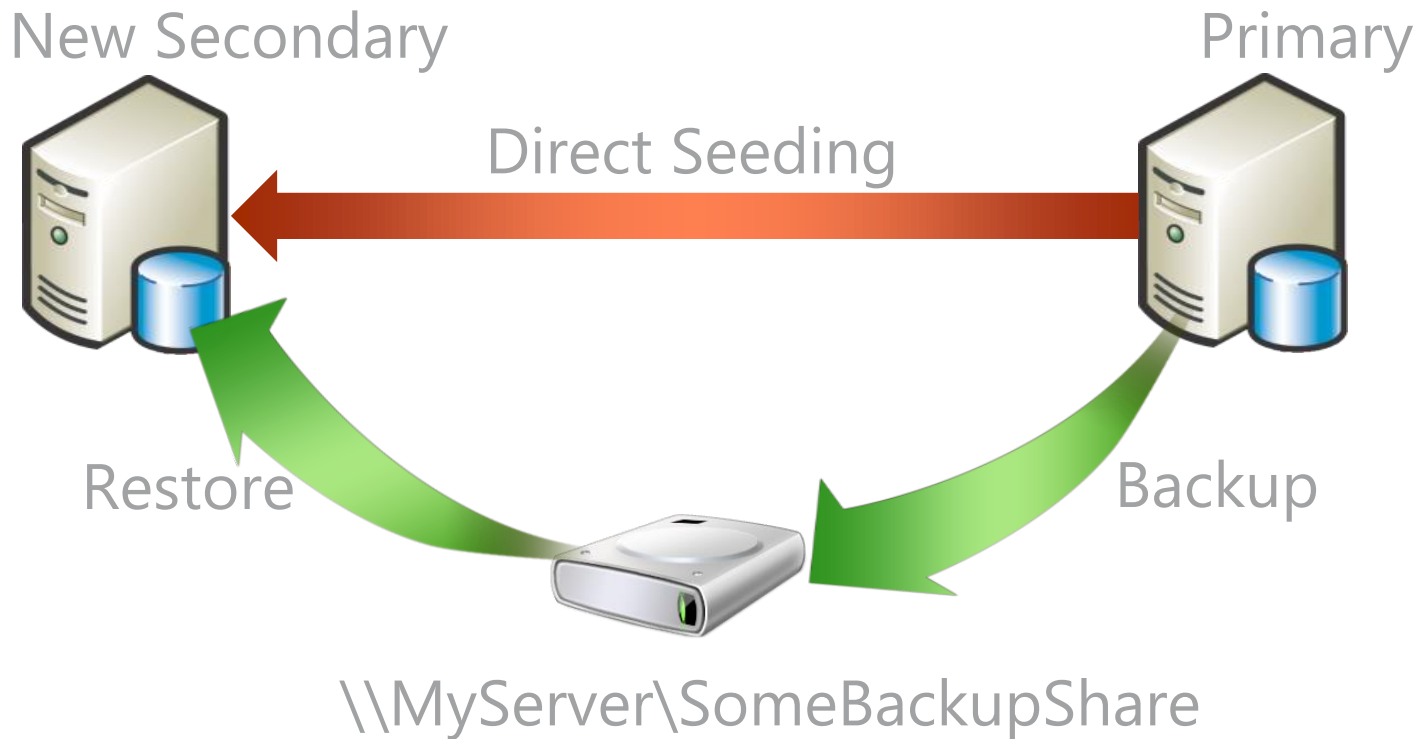 New Secondary
Primary
Direct Seeding
Restore
Backup
\\MyServer\SomeBackupShare